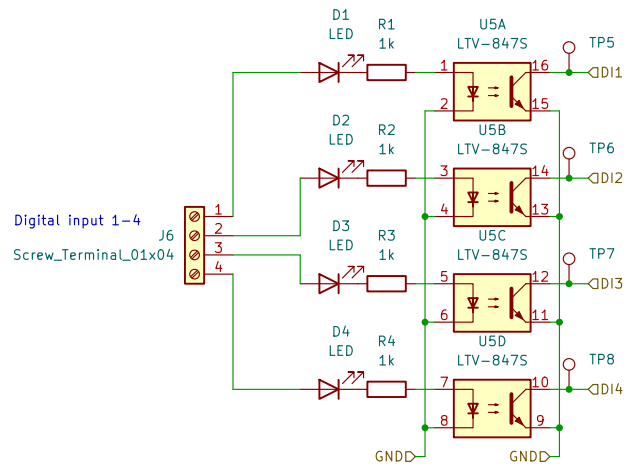 D1
LED
R1
1k
U5A
LTV-847S
TP5
1
16
DI1
2
15
D2
LED
R2
1k
U5B
LTV-847S
TP6
3
14
DI2
4
13
Digital input 1-4
J6
Screw_Terminal_01x04
1
2
3
4
D3
LED
R3
1k
U5C
LTV-847S
TP7
5
12
DI3
6
11
D4
LED
R4
1k
U5D
LTV-847S
TP8
7
10
DI4
8
9
GND
GND